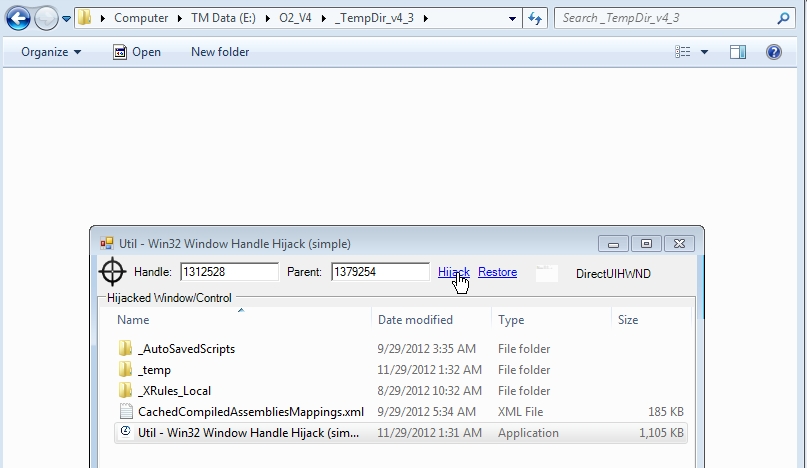 Computer TM Data (E:) O2_V4 _TempDir_v4_3 Search _TempDir_v4_3
Organize Open New folder
Util - Win32 Window Handle Hijack (simple)
Handle: 1312528 Parent: 1379254 Hijack Restore DirectUIHWND
Hijacked Window/Control
Name Date modified Type Size
_AutoSavedScripts 9/29/2012 3:35 AM File folder
_temp 11/29/2012 1:32 AM File folder
_XRules_Local 8/29/2012 10:32 AM File folder
CachedCompiledAssembliesMappings.xml 9/29/2012 5:34 AM XML File 185 KB
Util - Win32 Window Handle Hijack (sim... 11/29/2012 1:31 AM Application 1,105 KB